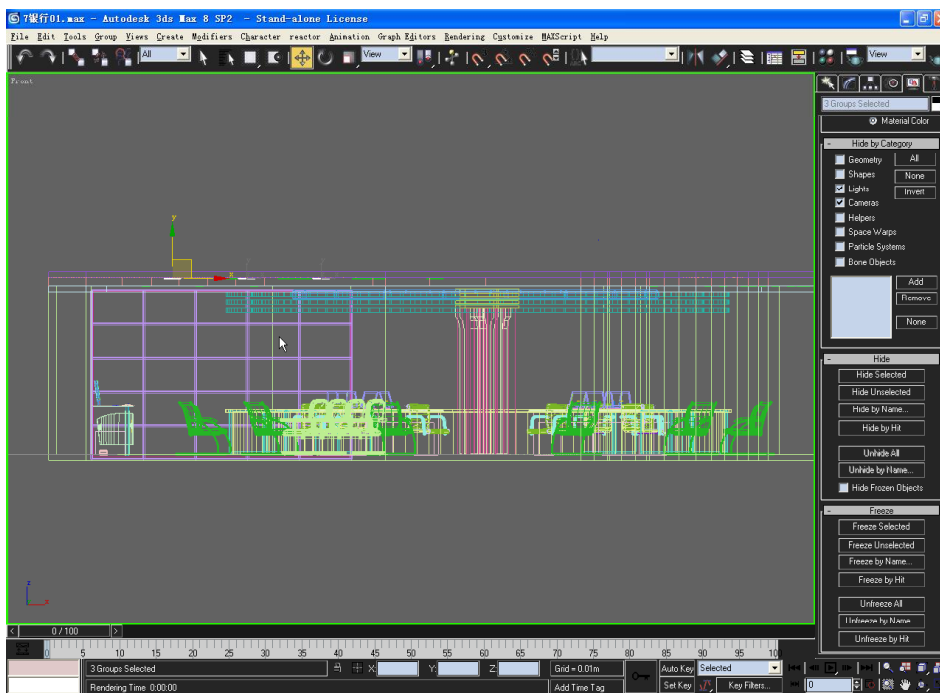 7银行01.max - Autodesk 3ds Max 8 SP2 - Stand-alone License
File Edit Tools Group Views Create Modifiers Character reactor Animation Graph Editors Rendering Customize MAXScript Help
All View View
Front
3 Groups Selected
Material Color
- Hide by Category
Geometry All
Shapes None
Lights Invert
Cameras
Helpers
Space Warps
Particle Systems
Bone Objects
Add
Remove
None
- Hide
Hide Selected
Hide Unselected
Hide by Name...
Hide by Hit
Unhide All
Unhide by Name...
Hide Frozen Objects
- Freeze
Freeze Selected
Freeze Unselected
Freeze by Name...
Freeze by Hit
Unfreeze All
Unfreeze by Name
Unfreeze by Hit
y
x
z
x
< 0 / 100 >
0 5 10 15 20 25 30 35 40 45 50 55 60 65 70 75 80 85 90 95 100
3 Groups Selected X: Y: Z: Grid = 0.01m Auto Key Selected
Rendering Time 0:00:00 Add Time Tag Set Key Key Filters... 0